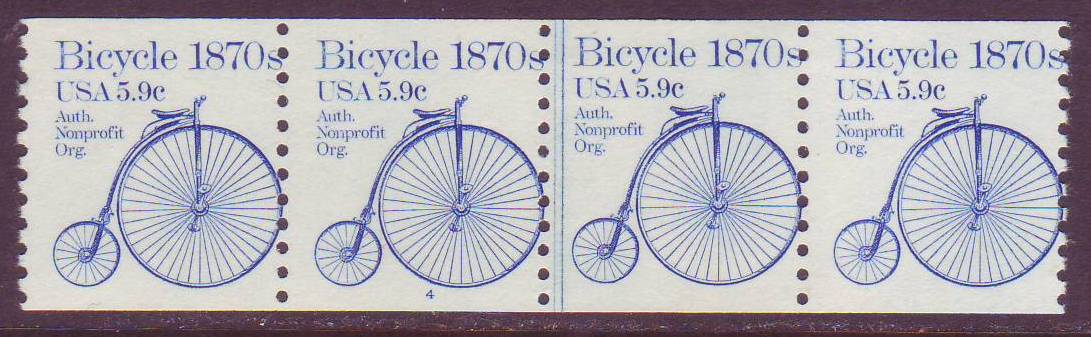 Bicycle 1870s
USA 5.9c
Auth.
Nonprofit
Org.
Bicycle 1870s
USA 5.9c
Auth.
Nonprofit
Org.
4
Bicycle 1870s
USA 5.9c
Auth.
Nonprofit
Org.
Bicycle 1870s
USA 5.9c
Auth.
Nonprofit
Org.